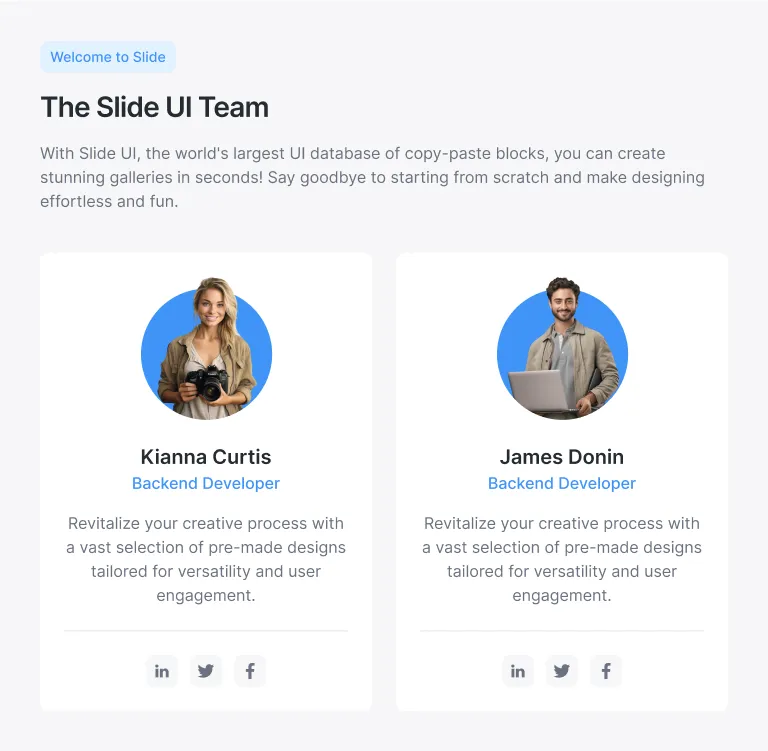 Welcome to Slide
The Slide UI Team
With Slide UI, the world's largest UI database of copy-paste blocks, you can create
stunning galleries in seconds! Say goodbye to starting from scratch and make designing
effortless and fun.
Kianna Curtis
Backend Developer
Revitalize your creative process with
a vast selection of pre-made designs
tailored for versatility and user
engagement.
James Donin
Backend Developer
Revitalize your creative process with
a vast selection of pre-made designs
tailored for versatility and user
engagement.